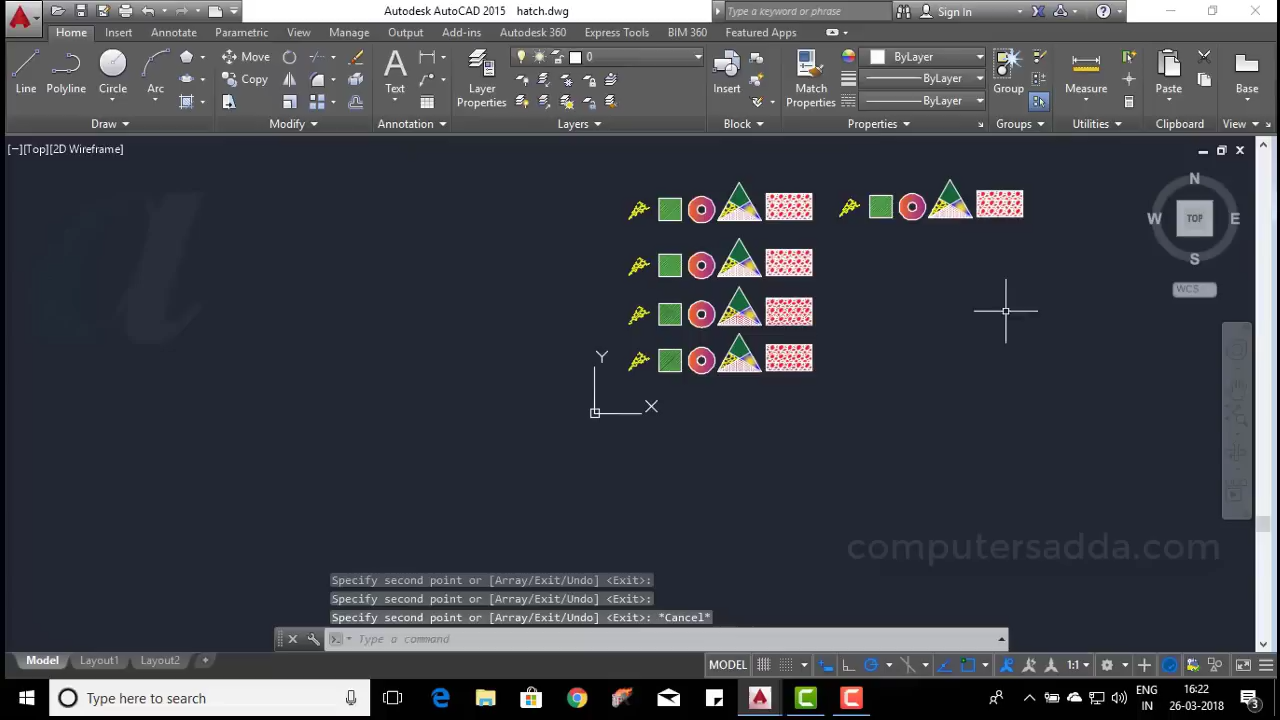 Autodesk AutoCAD 2015 hatch.dwg
Type a keyword or phrase
Sign In
Home Insert Annotate Parametric View Manage Output Add-ins Autodesk 360 Express Tools BIM 360 Featured Apps
Move
0
ByLayer
Line Polyline Circle Arc
Copy
Text
Layer
Properties
Insert
Match
Properties
ByLayer
Group
Measure
Paste
Base
ByLayer
Draw Modify Annotation Layers Block Properties Groups Utilities Clipboard View
[−][Top][2D Wireframe]
N
W TOP E
S
WCS
Y
X
computersadda.com
Specify second point or [Array/Exit/Undo] <Exit>:
Specify second point or [Array/Exit/Undo] <Exit>:
Specify second point or [Array/Exit/Undo] <Exit>: *Cancel*
Type a command
Model Layout1 Layout2 +
MODEL
1:1
Type here to search
ENG
IN
16:22
26-03-2018
3